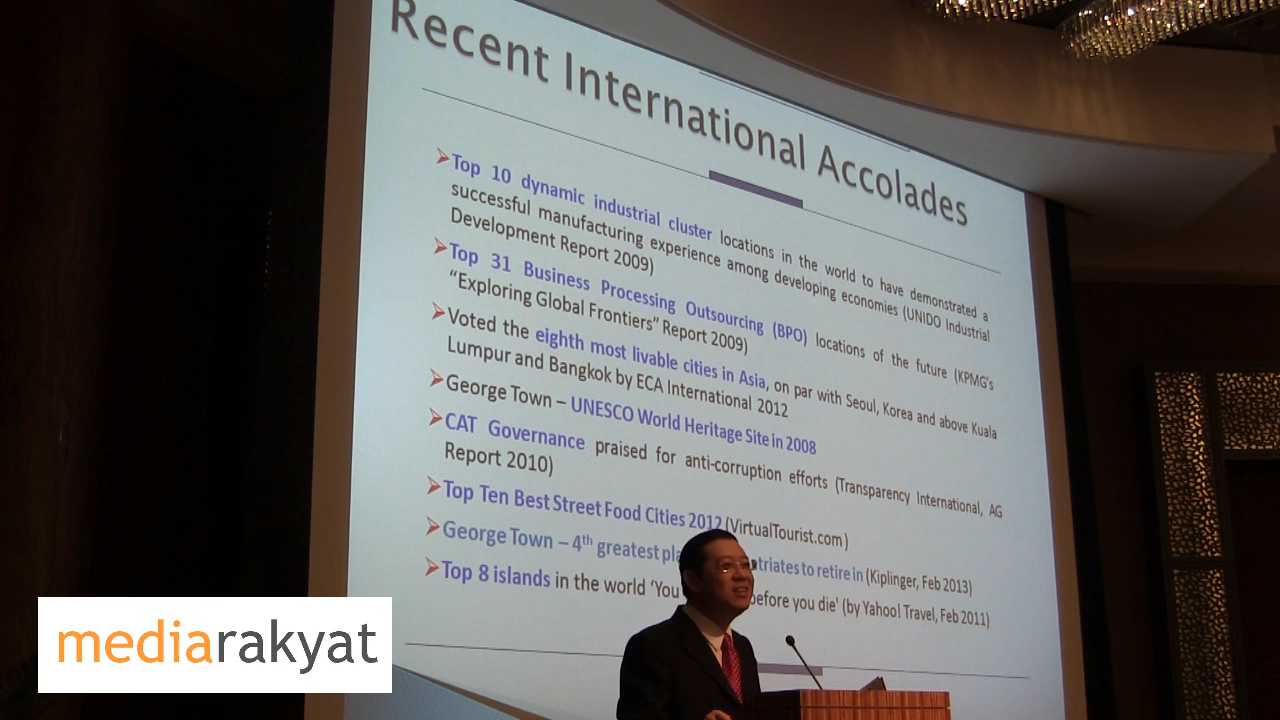 Recent International Accolades
Top 10 dynamic industrial cluster locations in the world to have demonstrated a
successful manufacturing experience among developing economies (UNIDO Industrial
Development Report 2009)
Top 31 Business Processing Outsourcing (BPO) locations of the future (KPMG's
"Exploring Global Frontiers" Report 2009)
Voted the eighth most livable cities in Asia, on par with Seoul, Korea and above Kuala
Lumpur and Bangkok by ECA International 2012
George Town – UNESCO World Heritage Site in 2008
CAT Governance praised for anti-corruption efforts (Transparency International, AG
Report 2010)
Top Ten Best Street Food Cities 2012 (VirtualTourist.com)
George Town – 4th greatest to retire in (Kiplinger, Feb 2013)
Top 8 islands in the world 'You before you die' (by Yahoo! Travel, Feb 2011)
mediarakyat